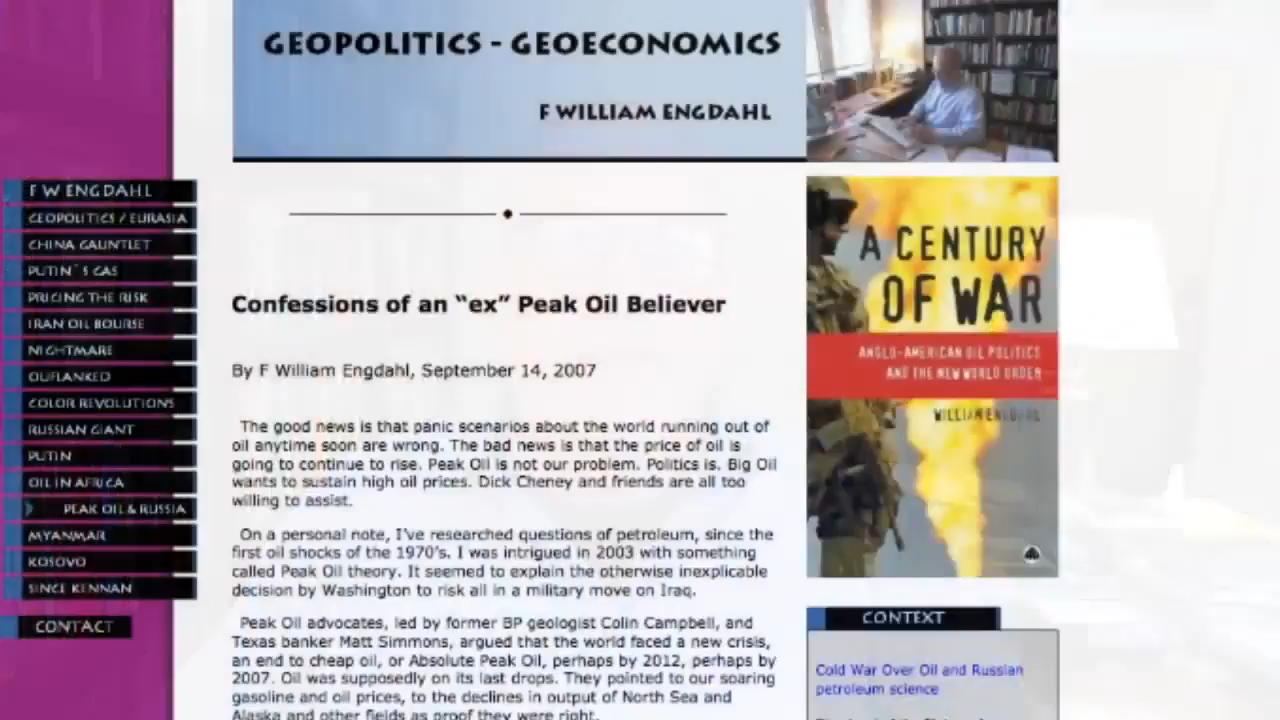 GEOPOLITICS - GEOECONOMICS
F WILLIAM ENGDAHL
F W ENGDAHL
GEOPOLITICS / EURASIA
CHINA GAUNTLET
PUTIN´S GAS
PRICING THE RISK
IRAN OIL BOURSE
NIGHTMARE
OUFLANKED
COLOR REVOLUTIONS
RUSSIAN GIANT
PUTIN
OIL IN AFRICA
PEAK OIL & RUSSIA
MYANMAR
KOSOVO
SINCE KENNAN
CONTACT
Confessions of an “ex” Peak Oil Believer
By F William Engdahl, September 14, 2007
The good news is that panic scenarios about the world running out of
oil anytime soon are wrong. The bad news is that the price of oil is
going to continue to rise. Peak Oil is not our problem. Politics is. Big Oil
wants to sustain high oil prices. Dick Cheney and friends are all too
willing to assist.
On a personal note, I’ve researched questions of petroleum, since the
first oil shocks of the 1970’s. I was intrigued in 2003 with something
called Peak Oil theory. It seemed to explain the otherwise inexplicable
decision by Washington to risk all in a military move on Iraq.
Peak Oil advocates, led by former BP geologist Colin Campbell, and
Texas banker Matt Simmons, argued that the world faced a new crisis,
an end to cheap oil, or Absolute Peak Oil, perhaps by 2012, perhaps by
2007. Oil was supposedly on its last drops. They pointed to our soaring
gasoline and oil prices, to the declines in output of North Sea and
Alaska and other fields as proof they were right.
A CENTURY
OF WAR
ANGLO-AMERICAN OIL POLITICS
AND THE NEW WORLD ORDER
WILLIAM ENGDAHL
CONTEXT
Cold War Over Oil and Russian
petroleum science